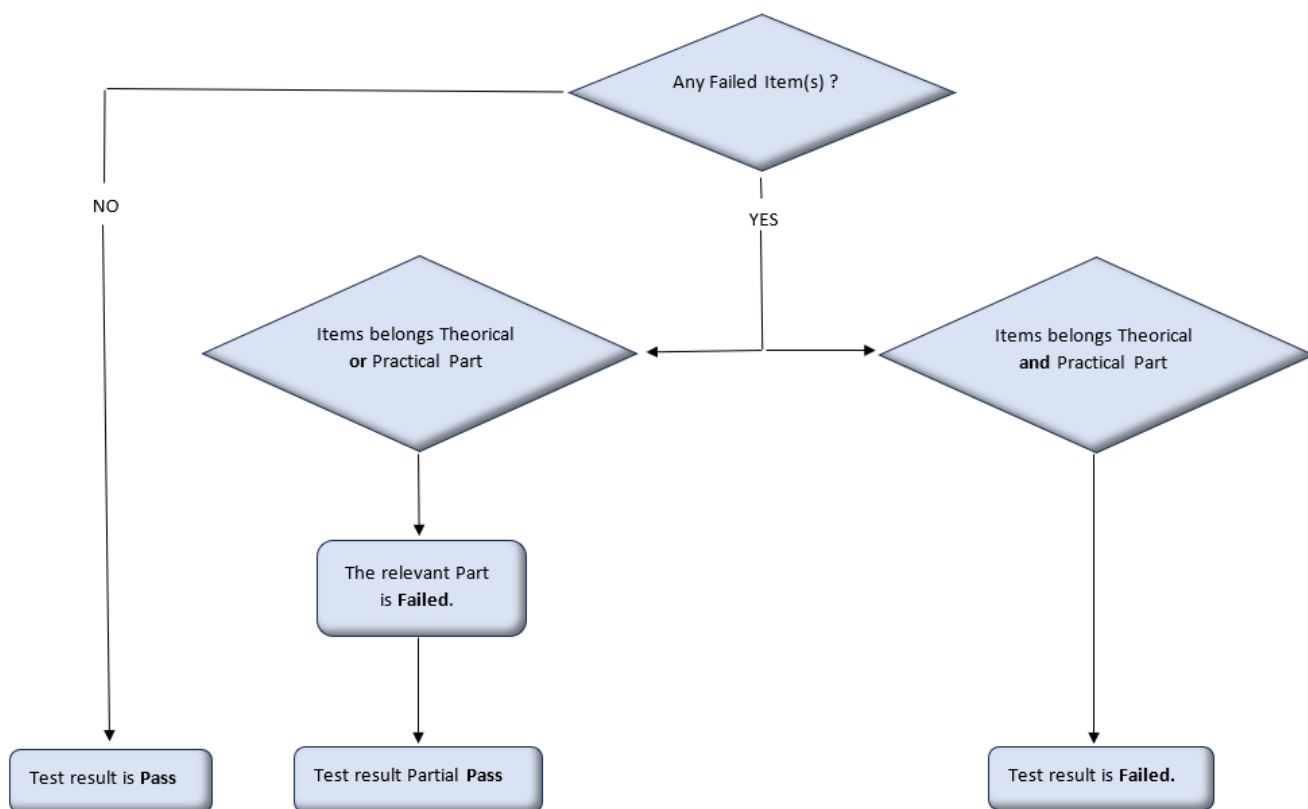 Any Failed Item(s) ?
NO
YES
Items belongs Theorical
or Practical Part
Items belongs Theorical
and Practical Part
The relevant Part
is Failed.
Test result is Pass
Test result Partial Pass
Test result is Failed.